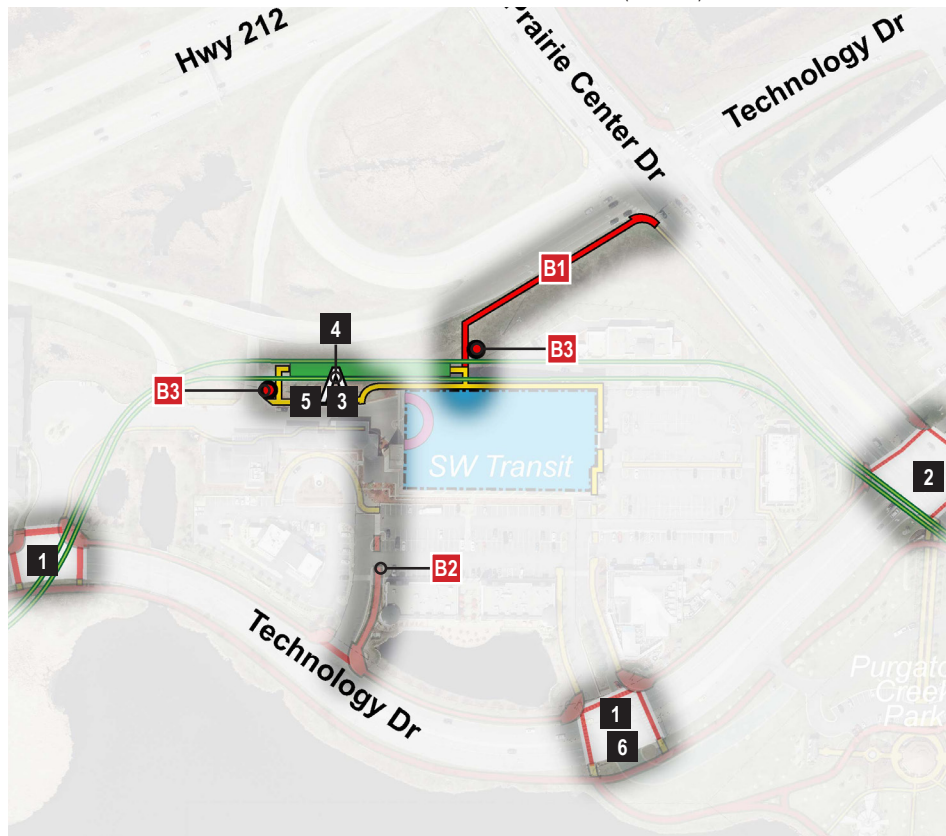 Hwy 212
Prairie Center Dr
Technology Dr
B1
4
B3
B3
5
3
SW Transit
2
1
B2
Technology Dr
1
6
Purgato
Creek
Park